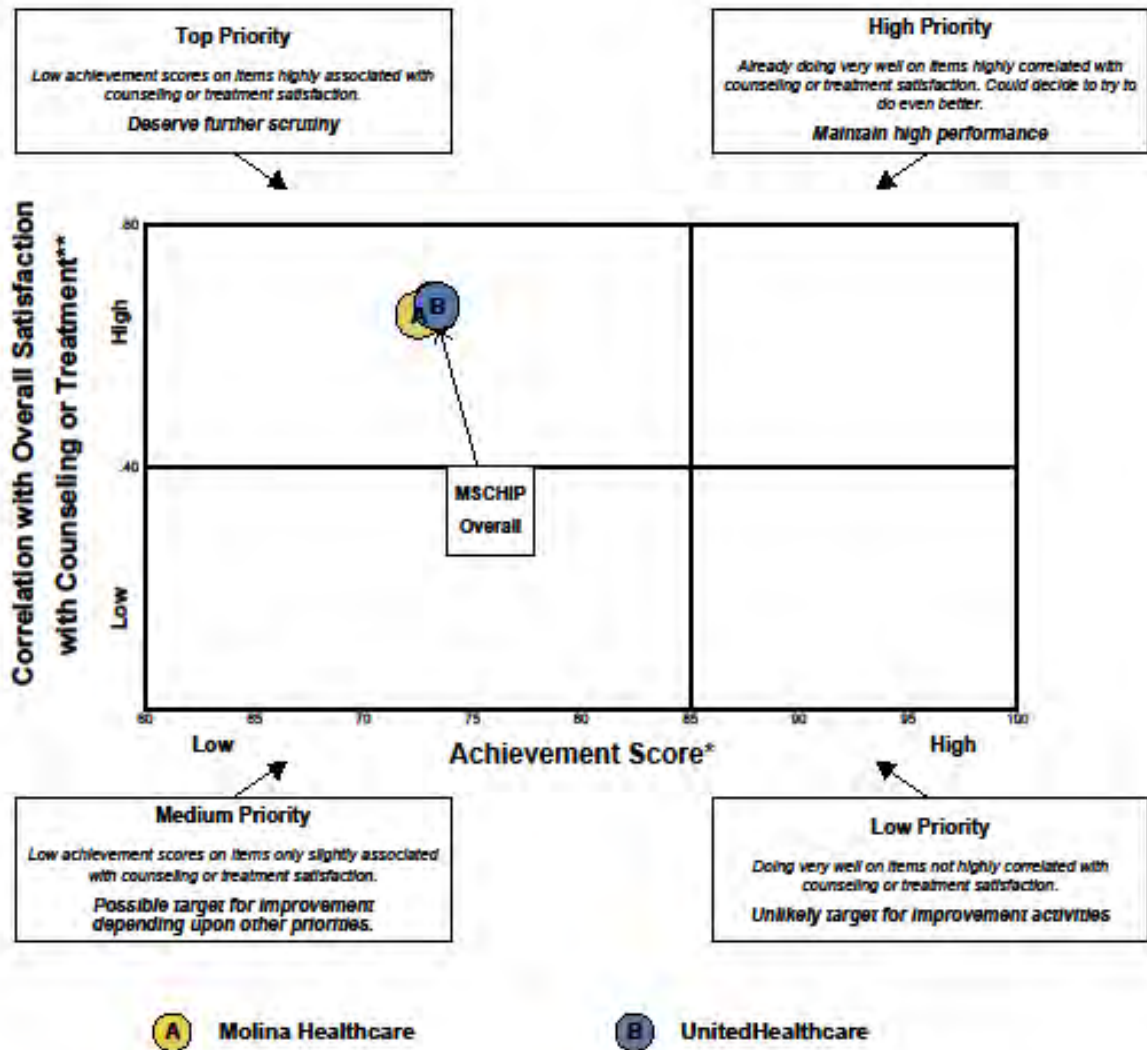 Top Priority
Low achievement scores on items highly associated with
counseling or treatment satisfaction.
Deserve further scrutiny
High Priority
Already doing very well on items highly correlated with
counseling or treatment satisfaction. Could decide to try to
do even better.
Maintain high performance
Correlation with Overall Satisfaction
with Counseling or Treatment**
High
Low
.80
.40
A
B
MSCHIP
Overall
60
65
70
75
80
85
90
95
100
Low
Achievement Score*
High
Medium Priority
Low achievement scores on items only slightly associated
with counseling or treatment satisfaction.
Possible target for improvement
depending upon other priorities.
Low Priority
Doing very well on items not highly correlated with
counseling or treatment satisfaction.
Unlikely target for improvement activities
A Molina Healthcare
B UnitedHealthcare